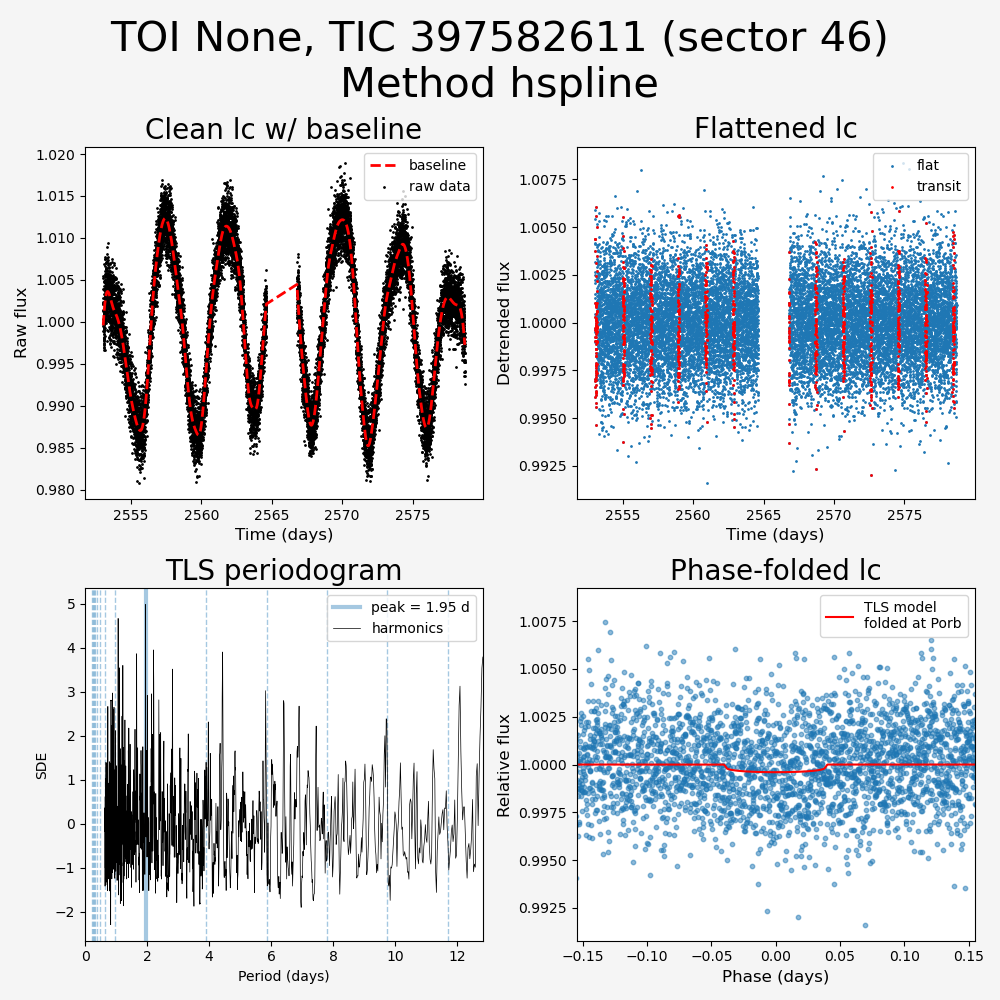 TOI None, TIC 397582611 (sector 46)
Method hspline
Clean lc w/ baseline
Raw flux
1.020
1.015
1.010
1.005
1.000
0.995
0.990
0.985
0.980
baseline
raw data
2555
2560
2565
2570
2575
Time (days)
Flattened lc
Detrended flux
1.0075
1.0050
1.0025
1.0000
0.9975
0.9950
0.9925
flat
transit
2555
2560
2565
2570
2575
Time (days)
TLS periodogram
SDE
5
4
3
2
1
0
−1
−2
peak = 1.95 d
harmonics
0
2
4
6
8
10
12
Period (days)
Phase-folded lc
Relative flux
1.0075
1.0050
1.0025
1.0000
0.9975
0.9950
0.9925
TLS model
folded at Porb
−0.15
−0.10
−0.05
0.00
0.05
0.10
0.15
Phase (days)